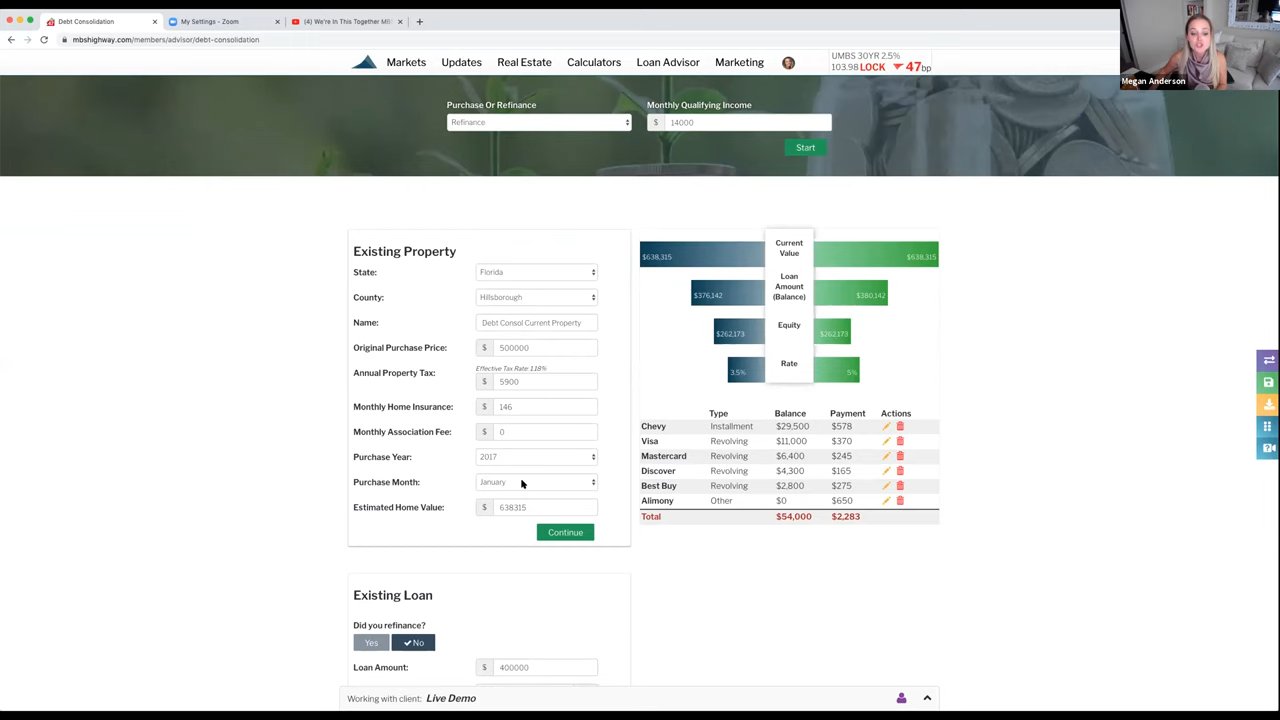 Debt Consolidation
My Settings - Zoom
(4) We're In This Together MB
mbshighway.com/members/advisor/debt-consolidation
Markets Updates Real Estate Calculators Loan Advisor Marketing
UMBS 30YR 2.5%
103.98 LOCK 47bp
Megan Anderson
Purchase Or Refinance
Monthly Qualifying Income
Refinance
$ 14000
Start
Existing Property
State: Florida
County: Hillsborough
Name: Debt Consol Current Property
Original Purchase Price: $ 500000
Effective Tax Rate: 1.18%
Annual Property Tax: $ 5900
Monthly Home Insurance: $ 146
Monthly Association Fee: $ 0
Purchase Year: 2017
Purchase Month: January
Estimated Home Value: $ 638315
Continue
$638,315 Current Value $638,315
$376,142 Loan Amount (Balance) $380,142
$262,173 Equity $262,173
3.5% Rate 5%
Type Balance Payment Actions
Chevy Installment $29,500 $578
Visa Revolving $11,000 $370
Mastercard Revolving $6,400 $245
Discover Revolving $4,300 $165
Best Buy Revolving $2,800 $275
Alimony Other $0 $650
Total $54,000 $2,283
Existing Loan
Did you refinance?
Yes No
Loan Amount: $ 400000
Working with client: Live Demo